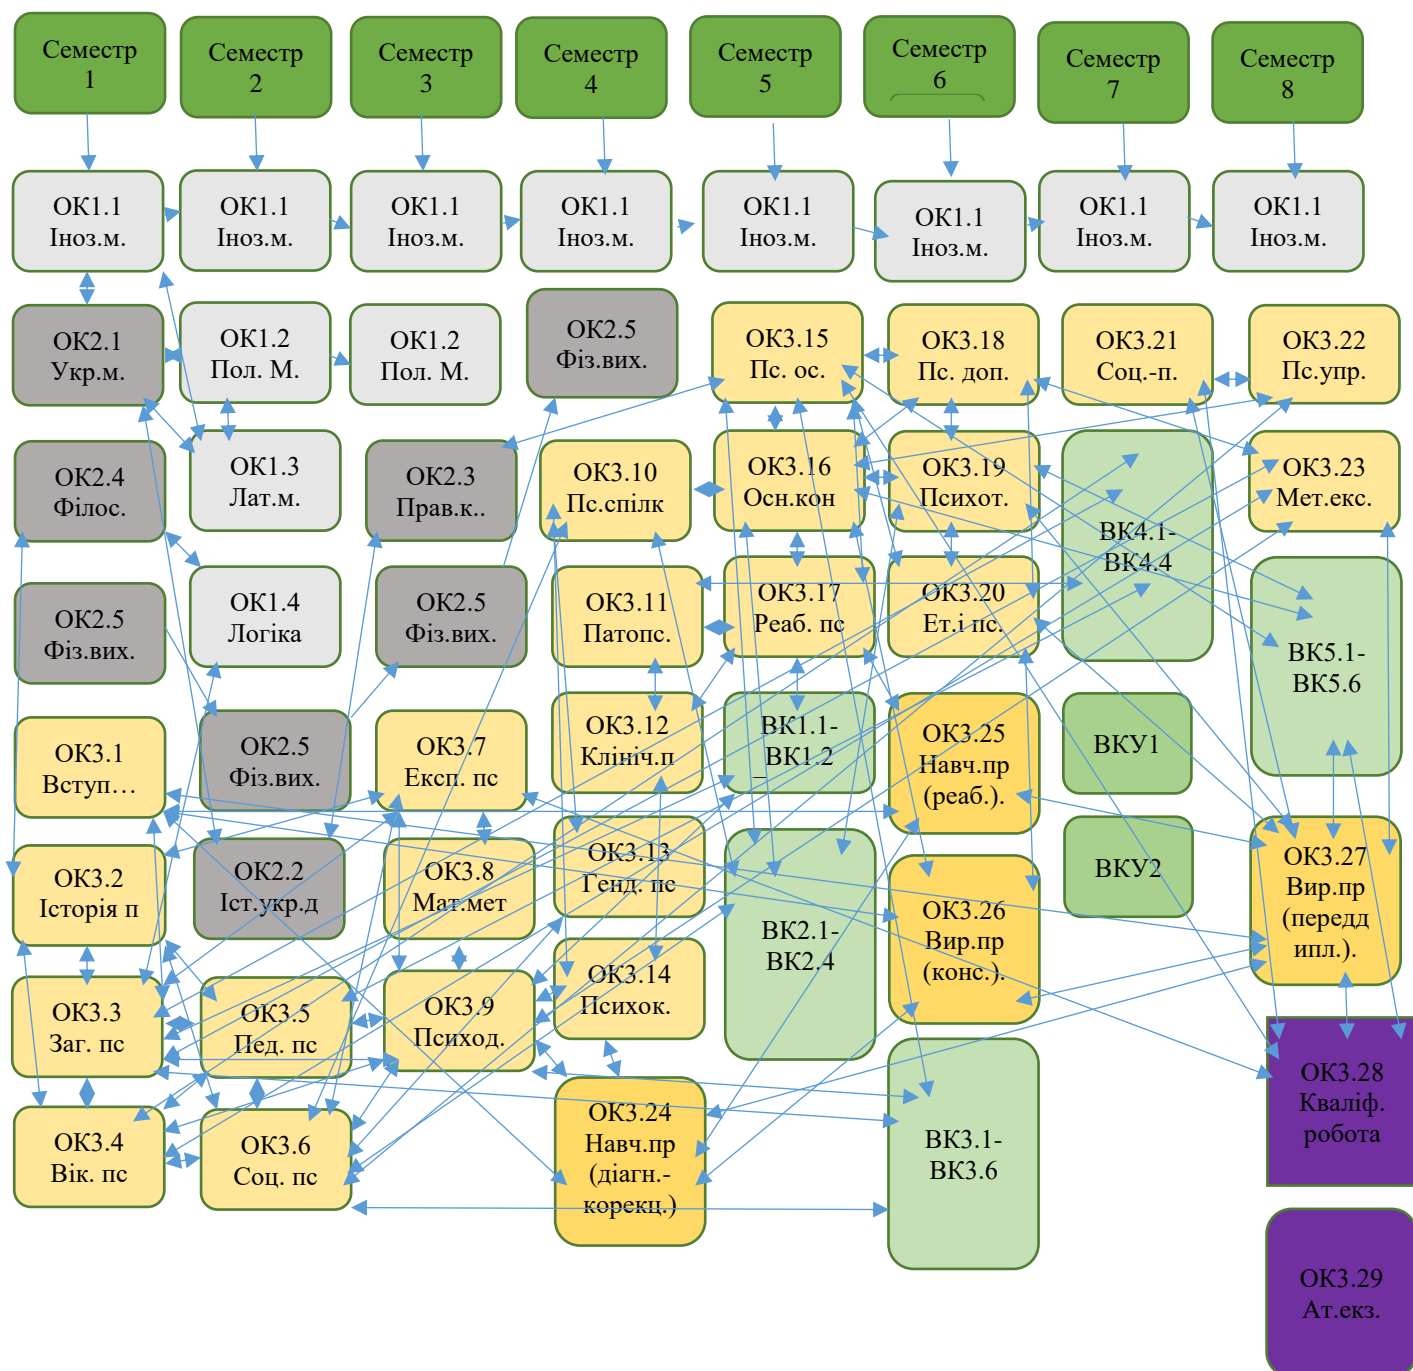 Семестр
1
Семестр
2
Семестр
3
Семестр
4
Семестр
5
Семестр
6
Семестр
7
Семестр
8
ОК1.1
Іноз.м.
ОК1.1
Іноз.м.
ОК1.1
Іноз.м.
ОК1.1
Іноз.м.
ОК1.1
Іноз.м.
ОК1.1
Іноз.м.
ОК1.1
Іноз.м.
ОК1.1
Іноз.м.
ОК2.1
Укр.м.
ОК1.2
Пол. М.
ОК1.2
Пол. М.
ОК2.5
Фіз.вих.
ОК3.15
Пс. ос.
ОК3.18
Пс. доп.
ОК3.21
Соц.-п.
ОК3.22
Пс.упр.
ОК2.4
Філос.
ОК1.3
Лат.м.
ОК2.3
Прав.к..
ОК3.10
Пс.спілк
ОК3.16
Осн.кон
ОК3.19
Психот.
ВК4.1-
ВК4.4
ОК3.23
Мет.екс.
ОК2.5
Фіз.вих.
ОК1.4
Логіка
ОК2.5
Фіз.вих.
ОК3.11
Патопс.
ОК3.17
Реаб. пс
ОК3.20
Ет.і пс.
ВК5.1-
ВК5.6
ОК3.1
Вступ…
ОК2.5
Фіз.вих.
ОК3.7
Експ. пс
ОК3.12
Клініч.п
ВК1.1-
_ВК1.2
ОК3.25
Навч.пр
(реаб.).
ВКУ1
ОК3.2
Історія п
ОК2.2
Іст.укр.д
ОК3.8
Мат.мет
ОК3.13
Генд. пс
ВК2.1-
ВК2.4
ОК3.26
Вир.пр
(конс.).
ВКУ2
ОК3.27
Вир.пр
(передд
ипл.).
ОК3.3
Заг. пс
ОК3.5
Пед. пс
ОК3.9
Психод.
ОК3.14
Психок.
ОК3.4
Вік. пс
ОК3.6
Соц. пс
ОК3.24
Навч.пр
(діагн.-
корекц.)
ВК3.1-
ВК3.6
ОК3.28
Кваліф.
робота
ОК3.29
Ат.екз.